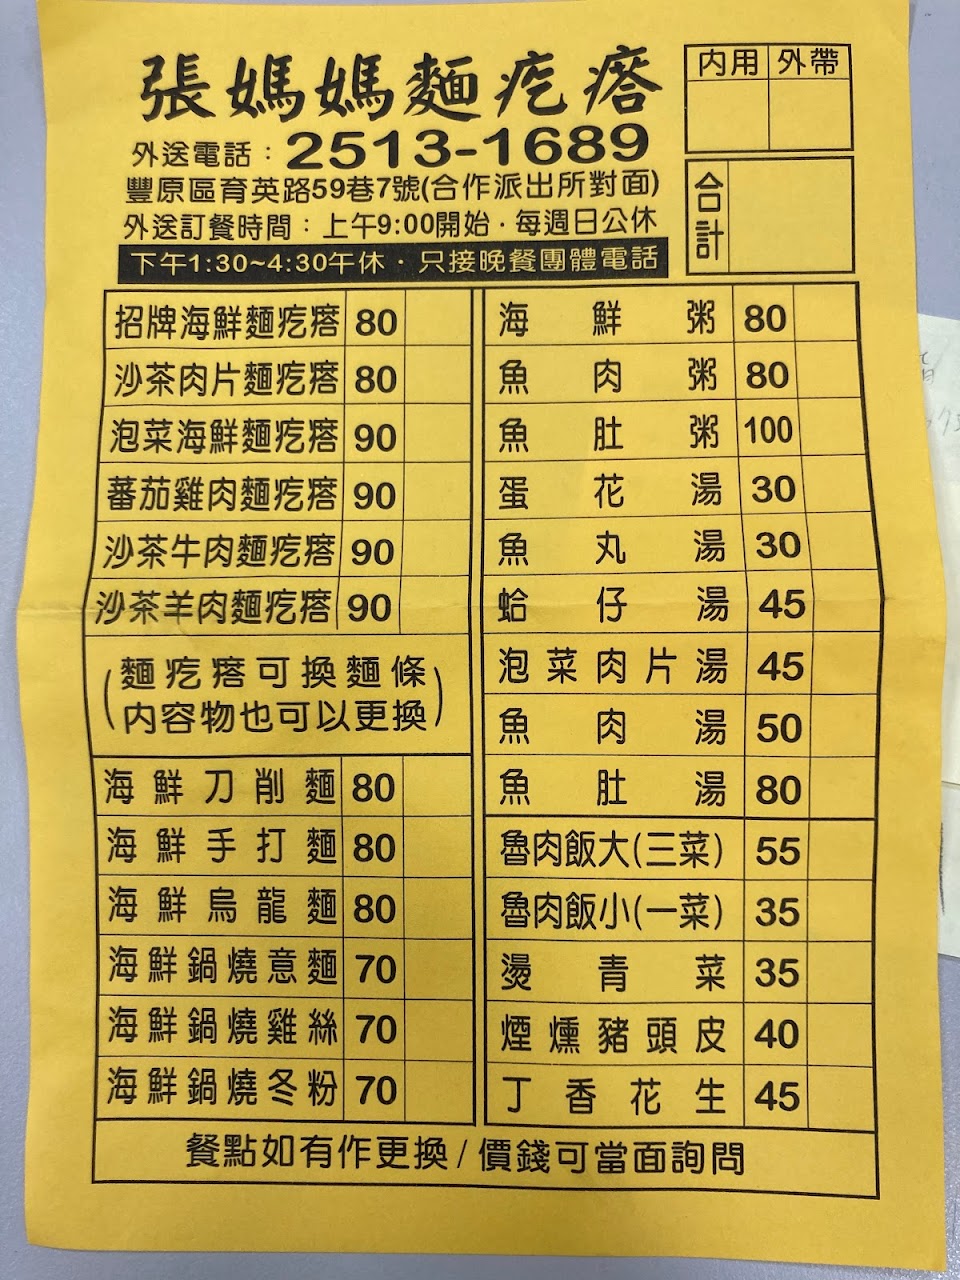 張媽媽麵疙瘩
外送電話：2513-1689
豐原區育英路59巷7號(合作派出所對面)
外送訂餐時間：上午9:00開始．每週日公休
下午1:30~4:30午休．只接晚餐團體電話
內用 外帶
合計
招牌海鮮麵疙瘩 80
沙茶肉片麵疙瘩 80
泡菜海鮮麵疙瘩 90
蕃茄雞肉麵疙瘩 90
沙茶牛肉麵疙瘩 90
沙茶羊肉麵疙瘩 90
(麵疙瘩可換麵條
內容物也可以更換)
海鮮刀削麵 80
海鮮手打麵 80
海鮮烏龍麵 80
海鮮鍋燒意麵 70
海鮮鍋燒雞絲 70
海鮮鍋燒冬粉 70
海鮮粥 80
魚肉粥 80
魚肚粥 100
蛋花湯 30
魚丸湯 30
蛤仔湯 45
泡菜肉片湯 45
魚肉湯 50
魚肚湯 80
魯肉飯大(三菜) 55
魯肉飯小(一菜) 35
燙青菜 35
煙燻豬頭皮 40
丁香花生 45
餐點如有作更換/價錢可當面詢問